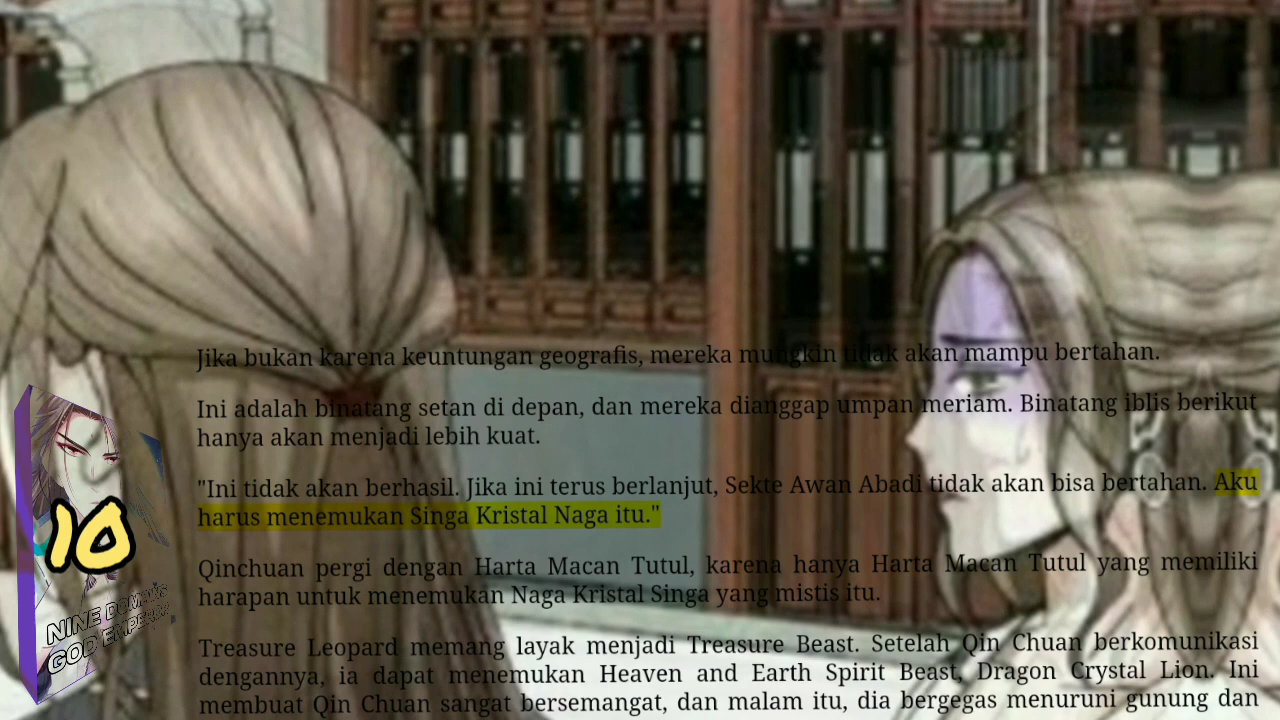 Jika bukan karena keuntungan geografis, mereka mungkin tidak akan mampu bertahan.
Ini adalah binatang setan di depan, dan mereka dianggap umpan meriam. Binatang iblis berikut
hanya akan menjadi lebih kuat.
"Ini tidak akan berhasil. Jika ini terus berlanjut, Sekte Awan Abadi tidak akan bisa bertahan. Aku
harus menemukan Singa Kristal Naga itu."
Qinchuan pergi dengan Harta Macan Tutul, karena hanya Harta Macan Tutul yang memiliki
harapan untuk menemukan Naga Kristal Singa yang mistis itu.
Treasure Leopard memang layak menjadi Treasure Beast. Setelah Qin Chuan berkomunikasi
dengannya, ia dapat menemukan Heaven and Earth Spirit Beast, Dragon Crystal Lion. Ini
membuat Qin Chuan sangat bersemangat, dan malam itu, dia bergegas menuruni gunung dan
10
NINE DOMAINS
GOD EMPEROR